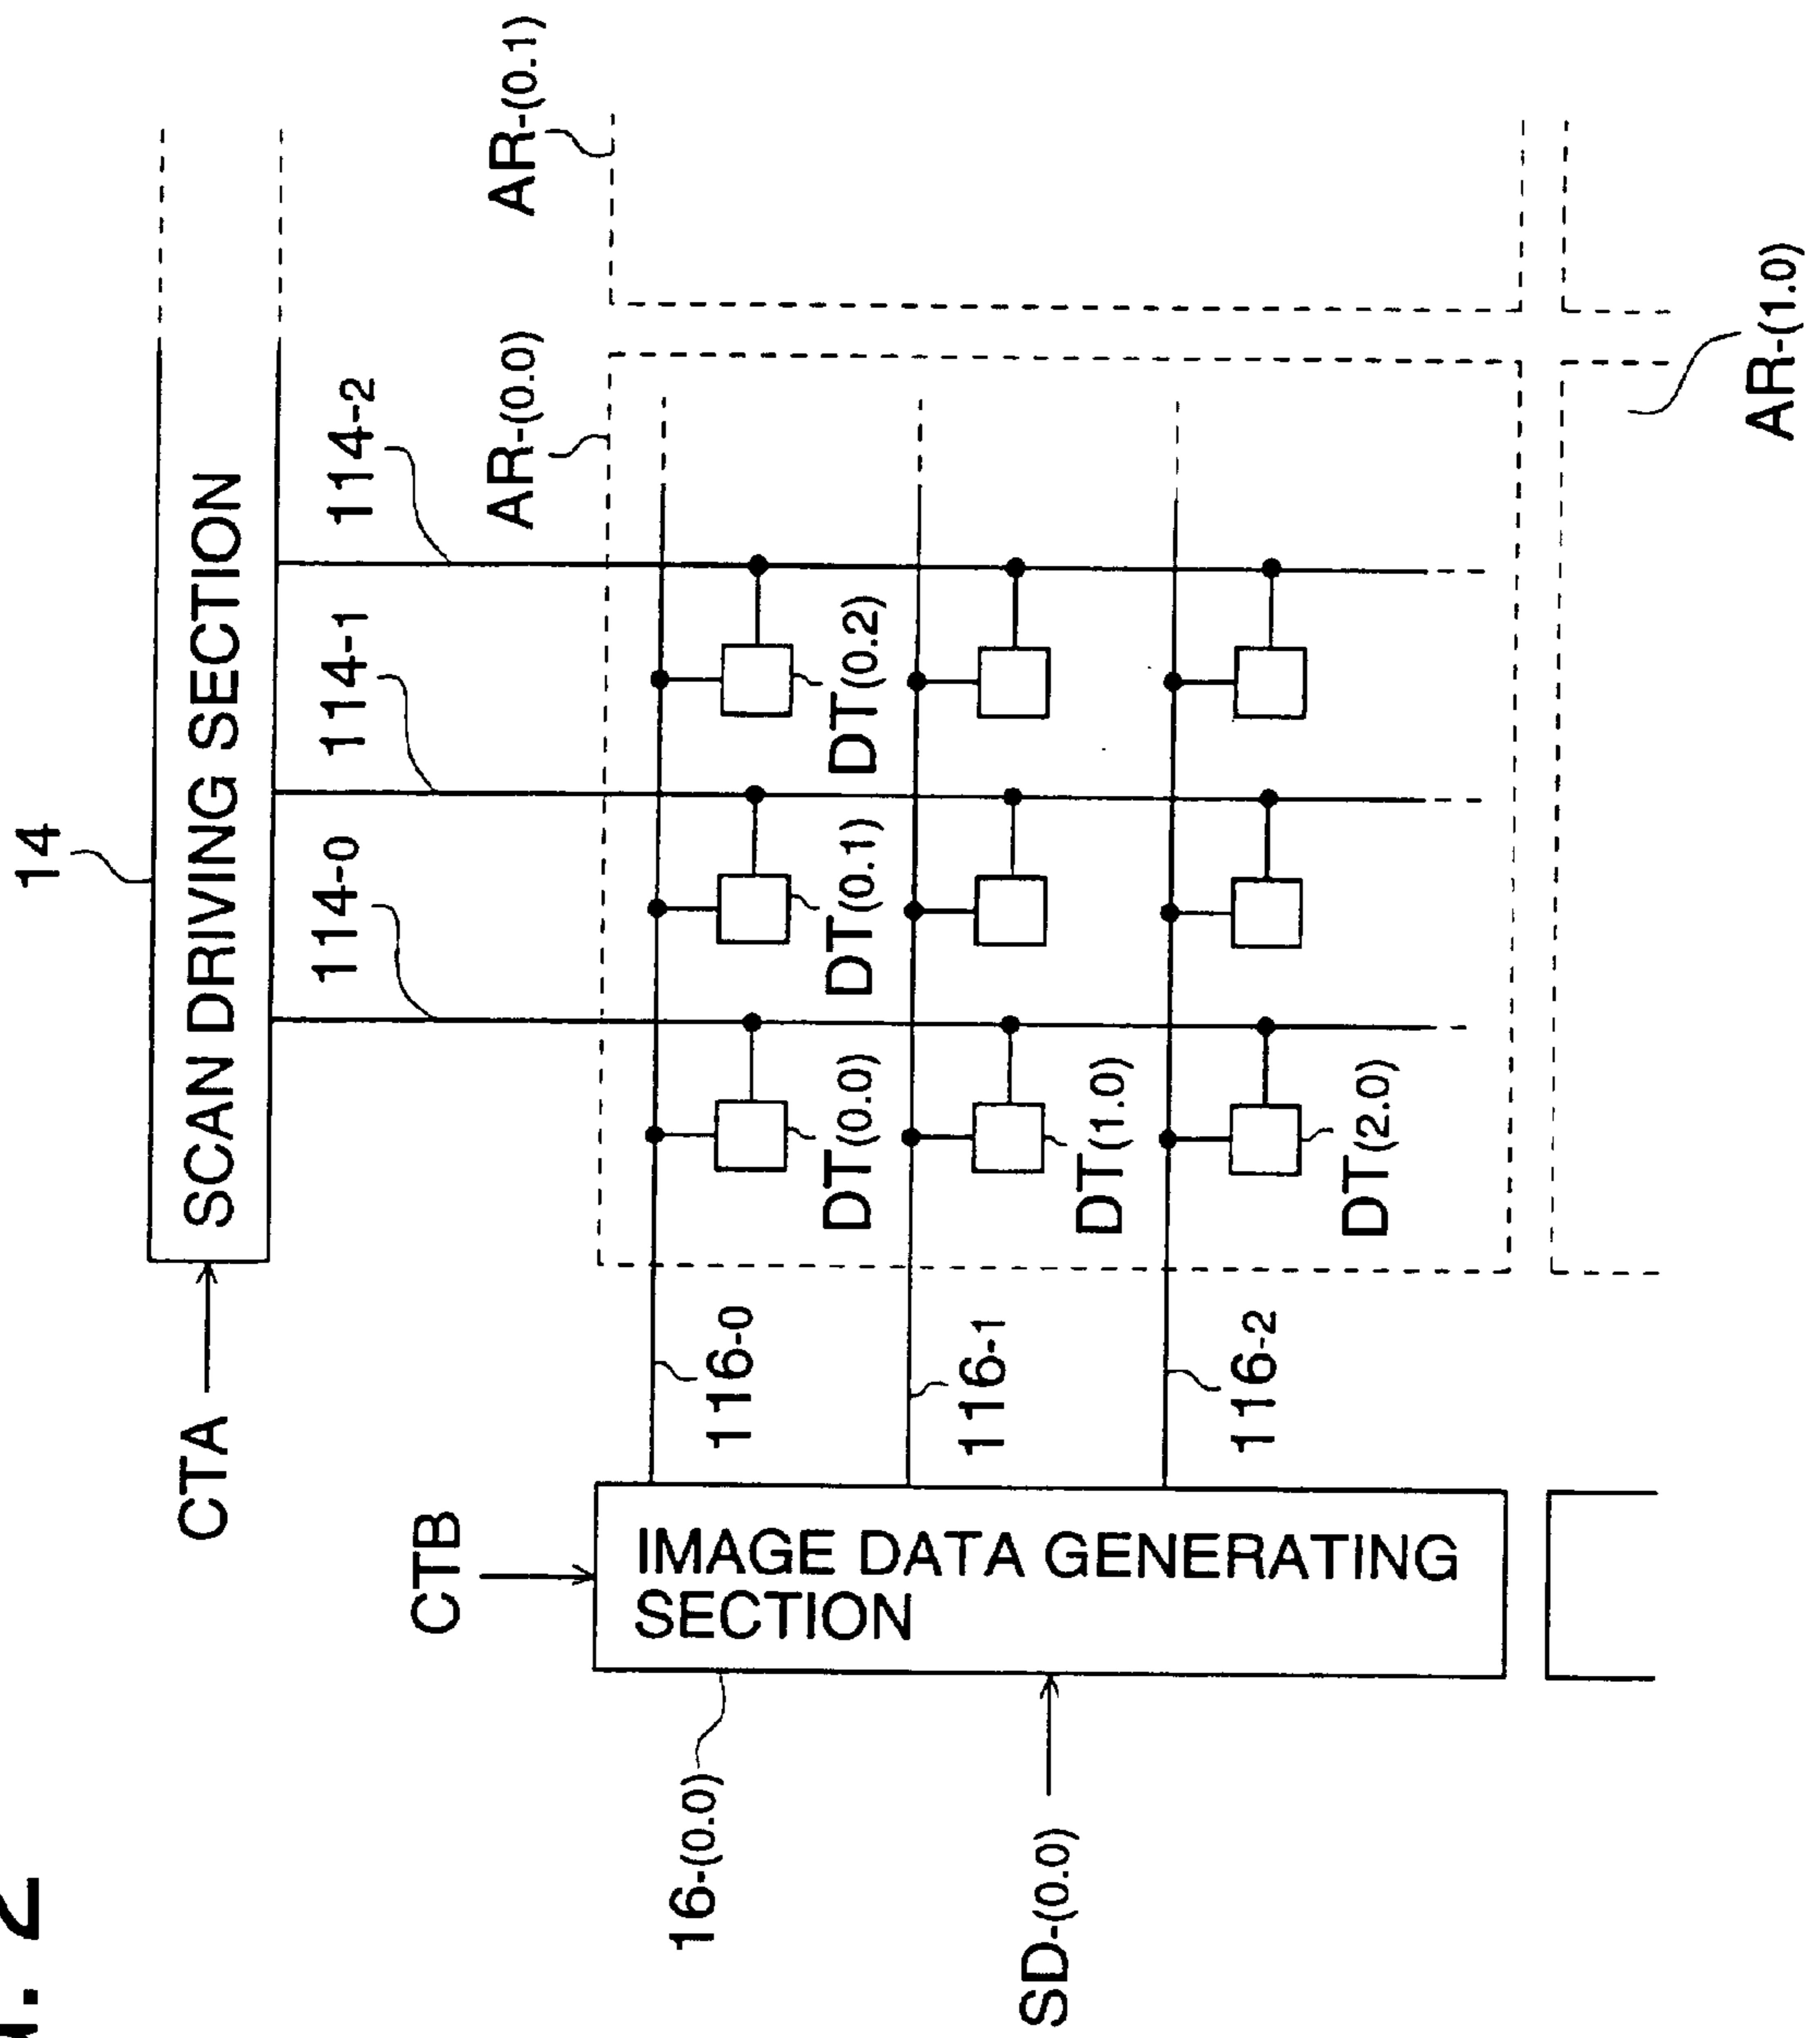 2
14
CTA
SCAN DRIVING SECTION
114-0
114-1
114-2
CTB
AR-(0.0)
AR-(0.1)
16-(0.0)
IMAGE DATA GENERATING
SECTION
116-0
DT(0.0)
DT(0.1)
DT(0.2)
SD-(0.0)
116-1
DT(1.0)
116-2
DT(2.0)
AR-(1.0)